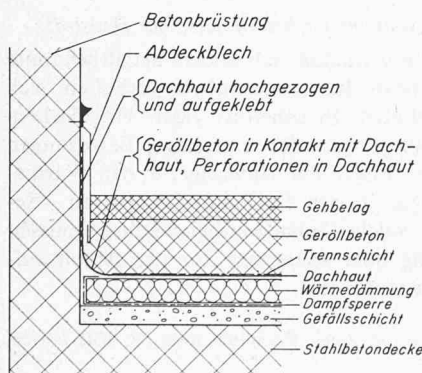 Betonbrüstung
Abdeckblech
Dachhaut hochgezogen
und aufgeklebt
Geröllbeton in Kontakt mit Dach-
haut, Perforationen in Dachhaut
Gehbelag
Geröllbeton
Trennschicht
Dachhaut
Wärmedämmung
Dampfsperre
Gefällsschicht
Stahlbetondecke